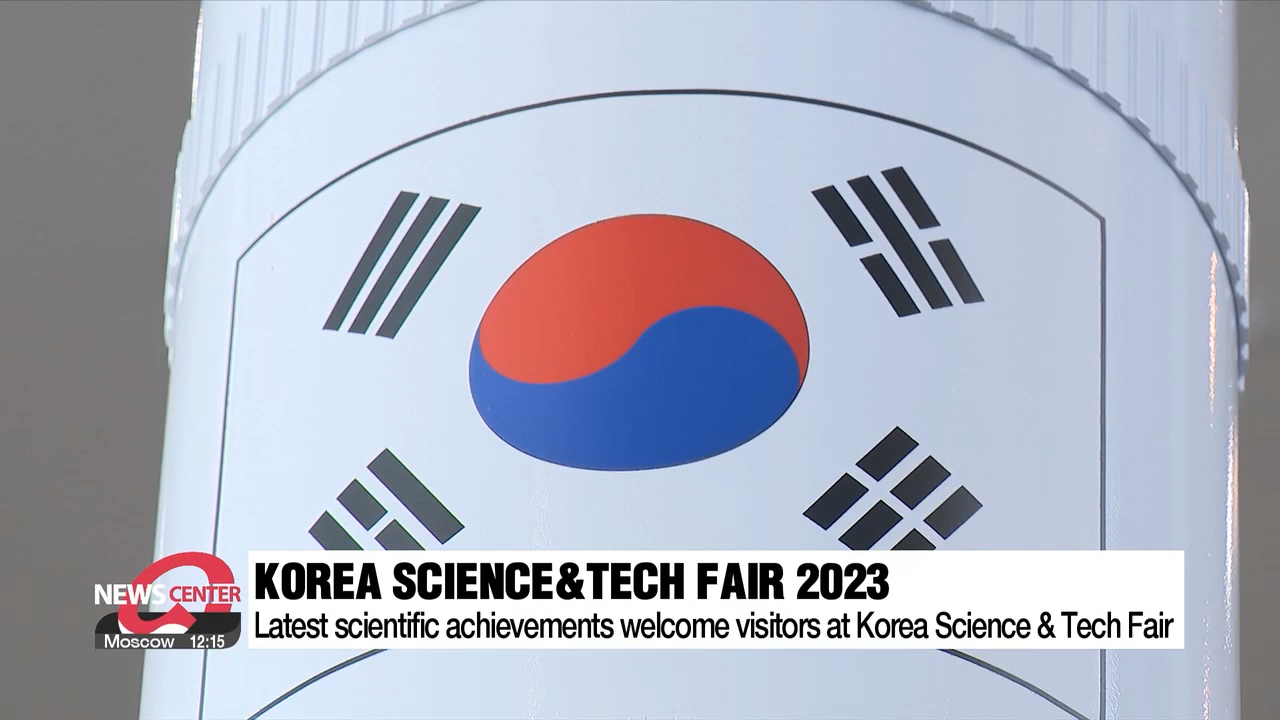 KOREA SCIENCE&TECH FAIR 2023
Latest scientific achievements welcome visitors at Korea Science & Tech Fair
NEWS CENTER
Moscow 12:15